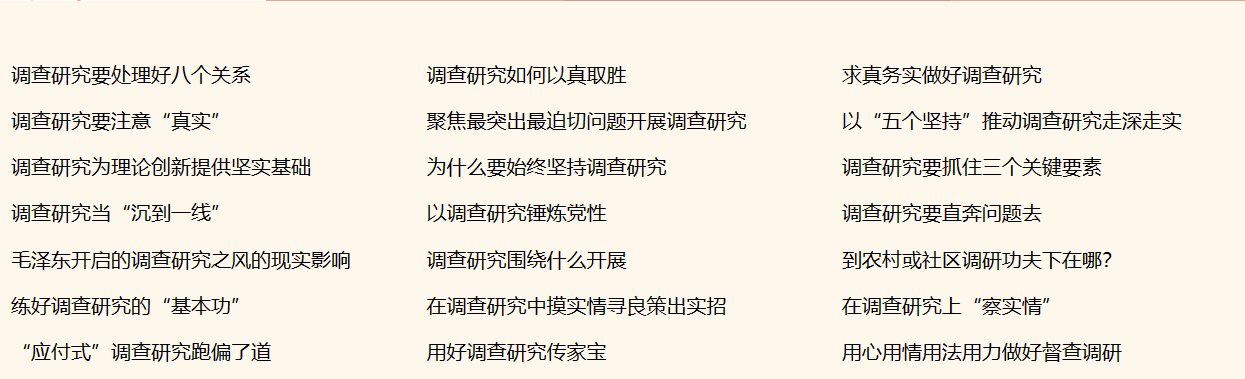 调查研究要处理好八个关系
调查研究如何以真取胜
求真务实做好调查研究
调查研究要注意“真实”
聚焦最突出最迫切问题开展调查研究
以“五个坚持”推动调查研究走深走实
调查研究为理论创新提供坚实基础
为什么要始终坚持调查研究
调查研究要抓住三个关键要素
调查研究当“沉到一线”
以调查研究锤炼党性
调查研究要直奔问题去
毛泽东开启的调查研究之风的现实影响
调查研究围绕什么开展
到农村或社区调研功夫下在哪？
练好调查研究的“基本功”
在调查研究中摸实情寻良策出实招
在调查研究上“察实情”
“应付式”调查研究跑偏了道
用好调查研究传家宝
用心用情用法用力做好督查调研